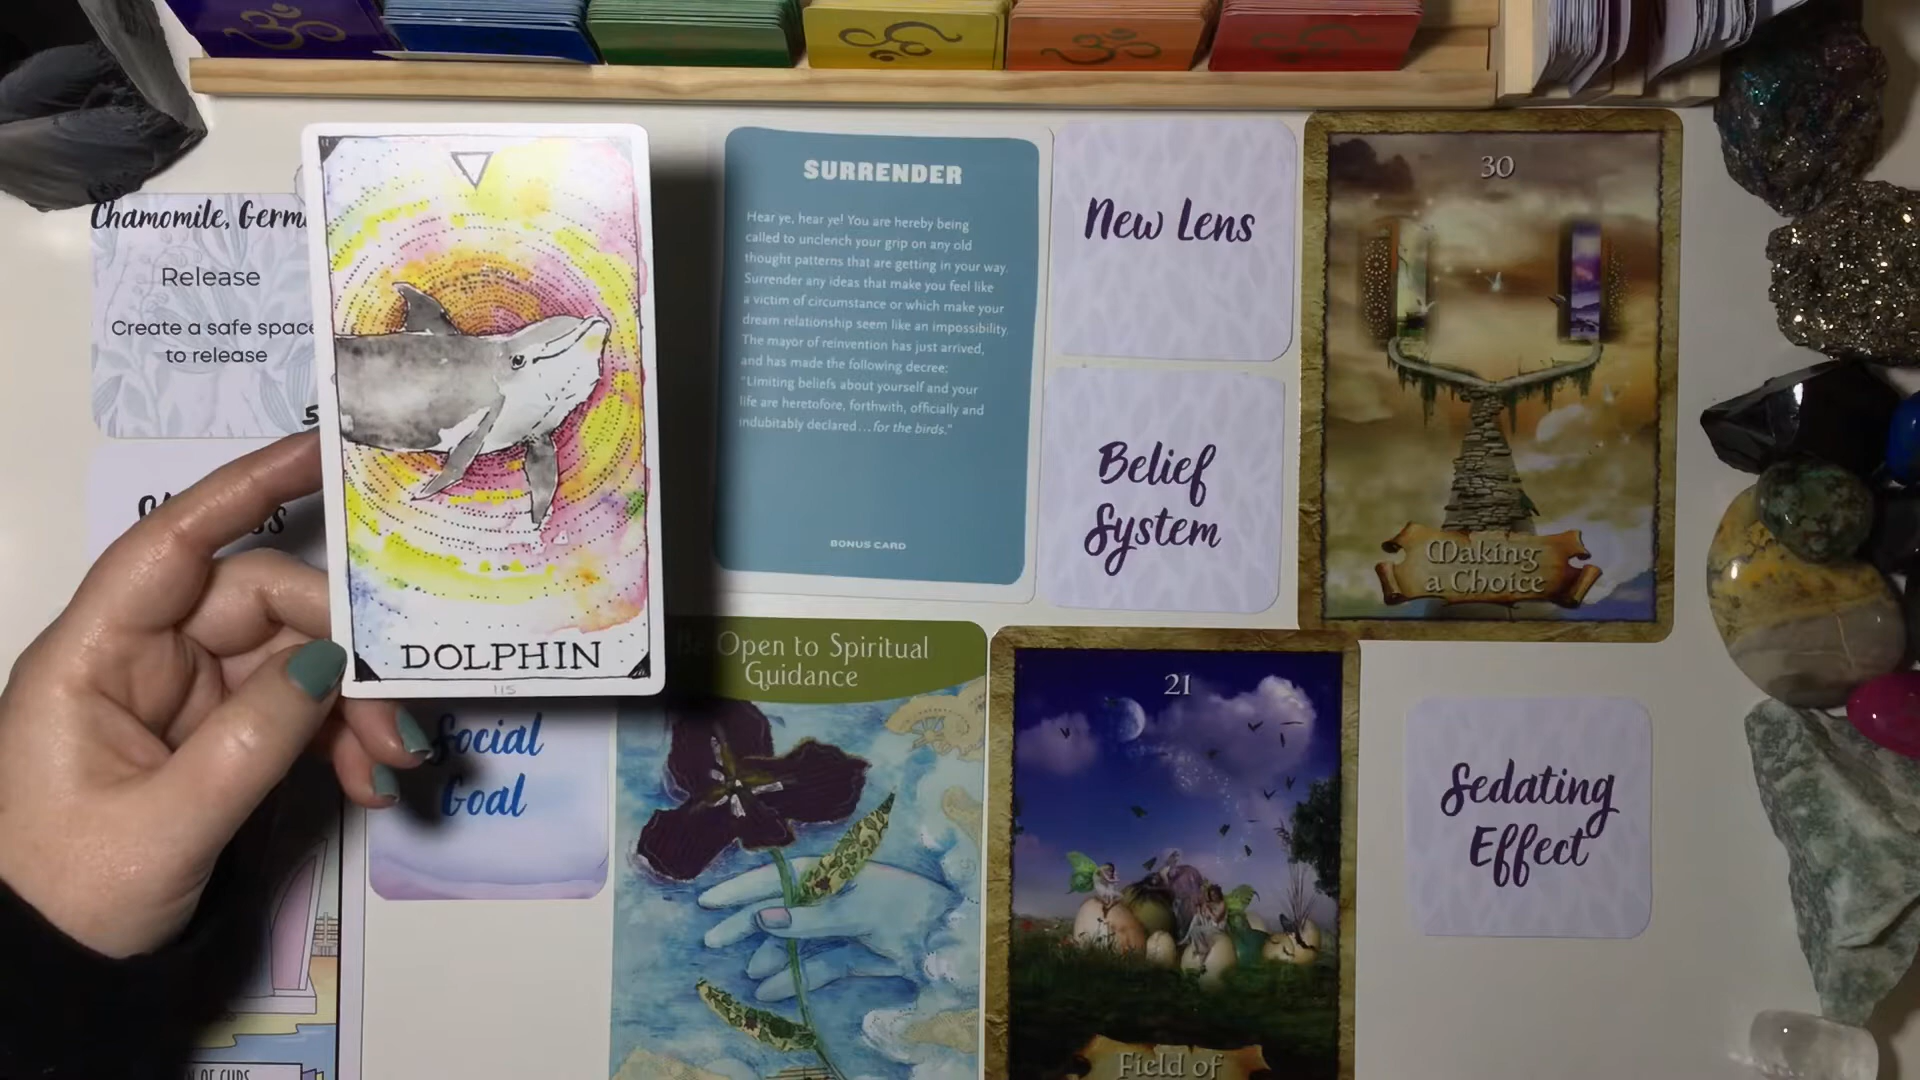 Chamomile, Germ
Release
Create a safe space
to release
5
DOLPHIN
115
SURRENDER
Hear ye, hear ye! You are hereby being
called to unclench your grip on any old
thought patterns that are getting in your way.
Surrender any ideas that make you feel like
a victim of circumstance or which make your
dream relationship seem like an impossibility.
The mayor of reinvention has just arrived,
and has made the following decree:
"Limiting beliefs about yourself and your
life are heretofore, forthwith, officially and
indubitably declared...for the birds."
BONUS CARD
New Lens
Belief
System
30
Making
a Choice
Social
Goal
Be Open to Spiritual
Guidance
21
Field of
Sedating
Effect
OF CUPS